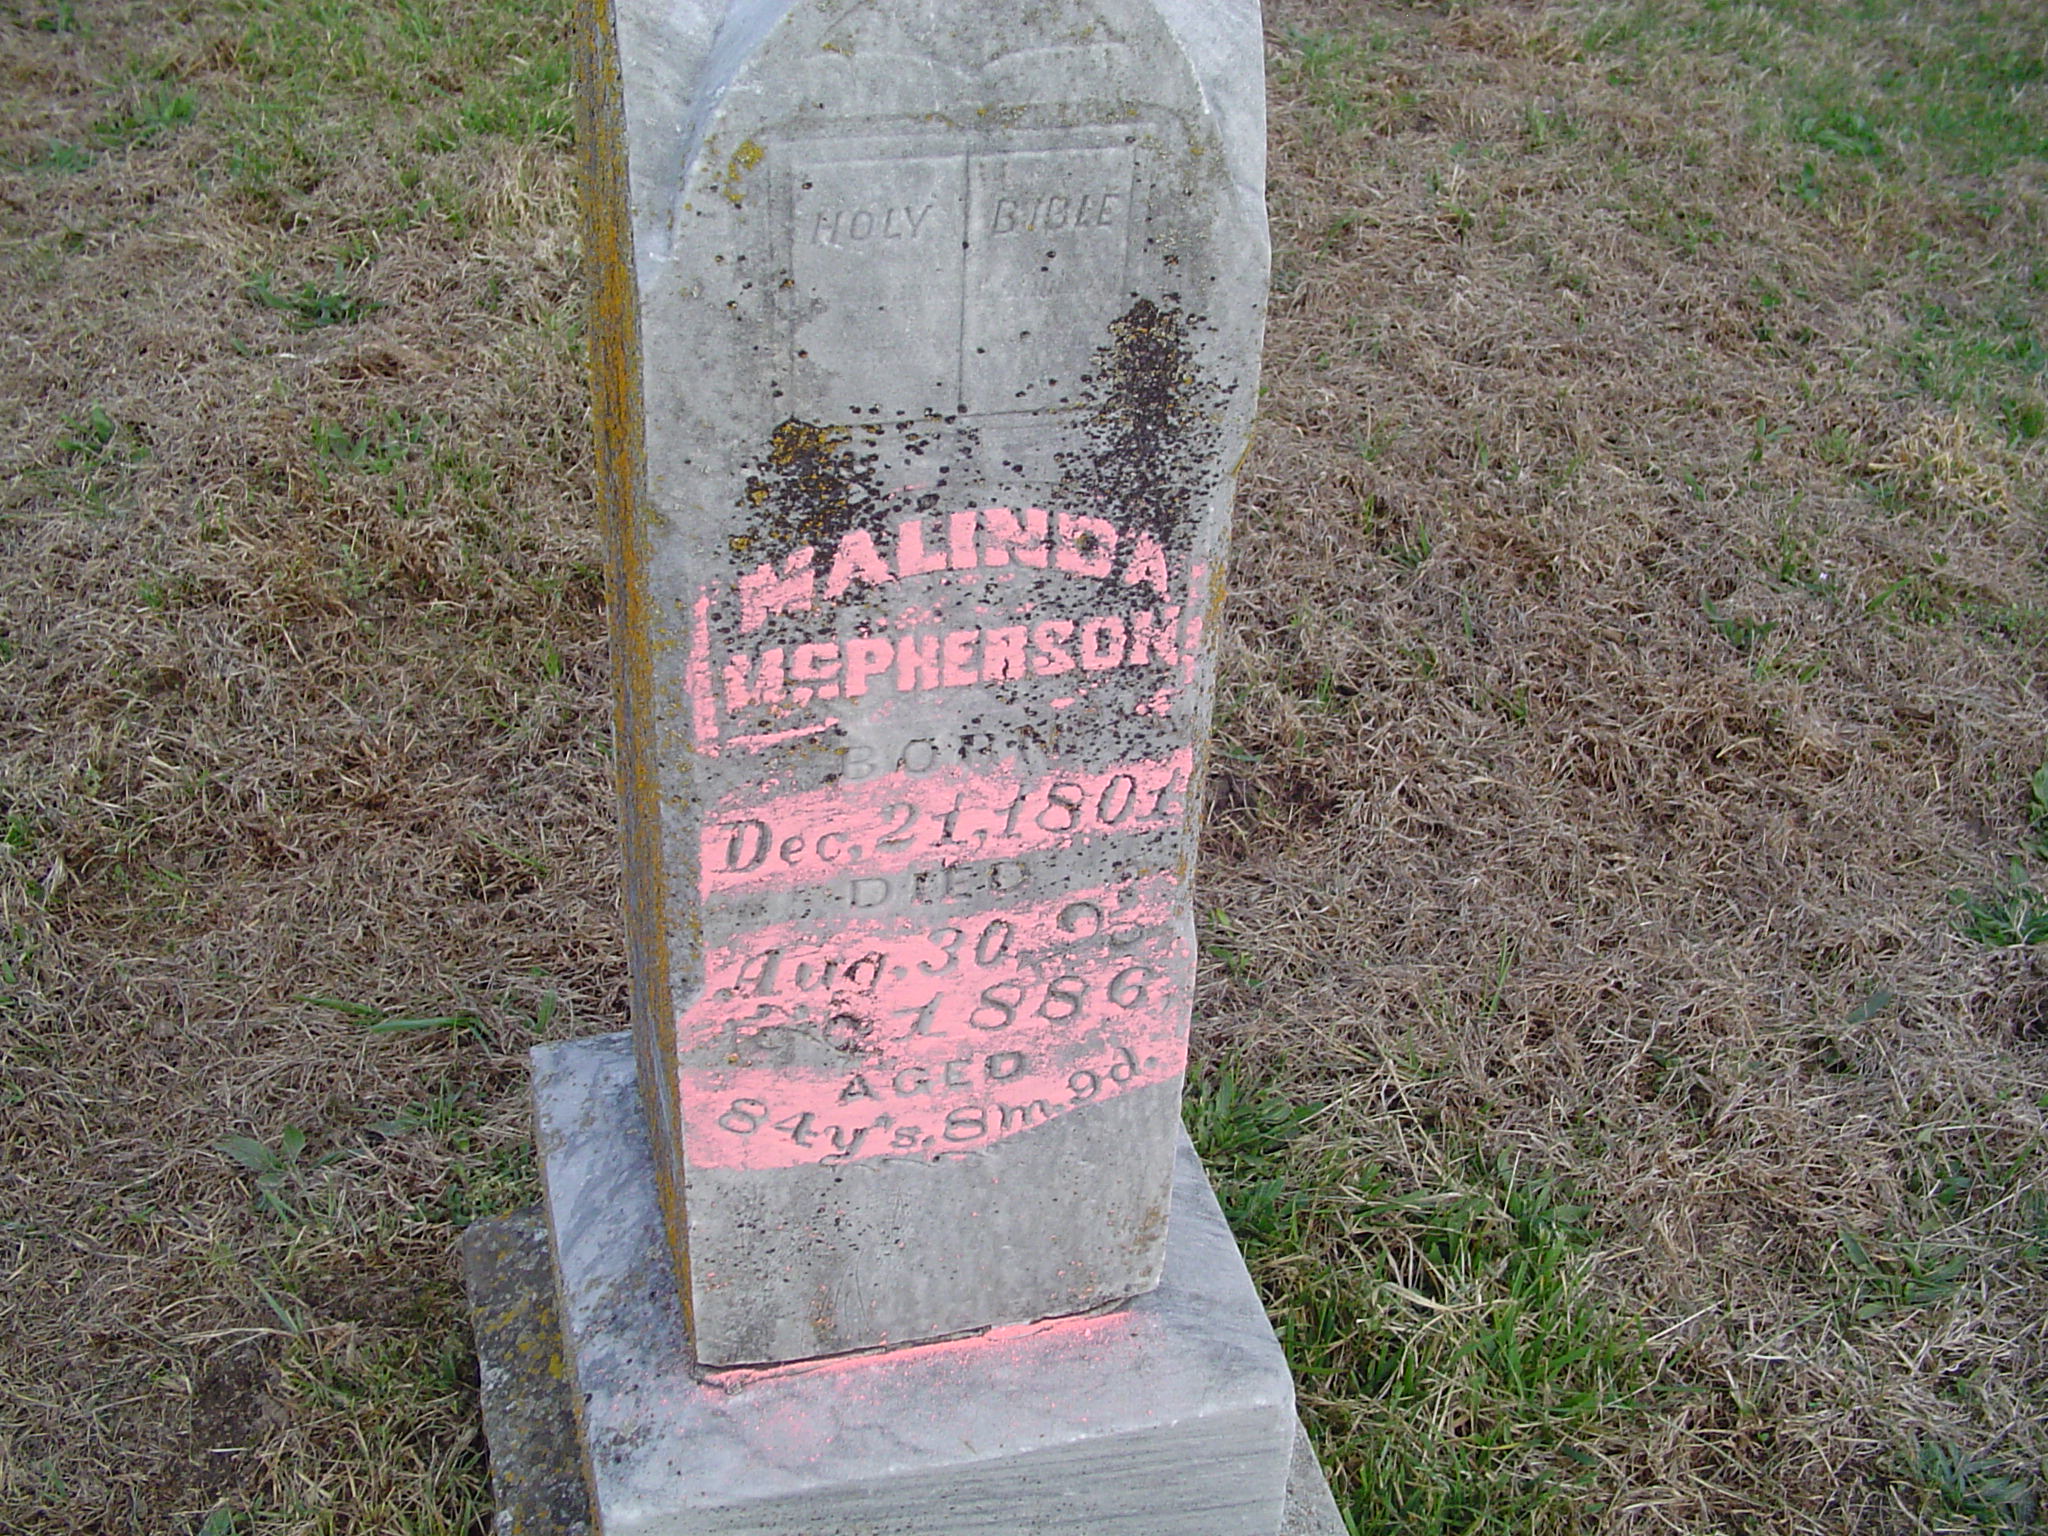 HOLY BIBLE
MALINDA
McPHERSON
BORN
Dec, 21, 1801
DIED
Aug. 30,
1886,
AGED
84 y's, 8 m. 9 d.